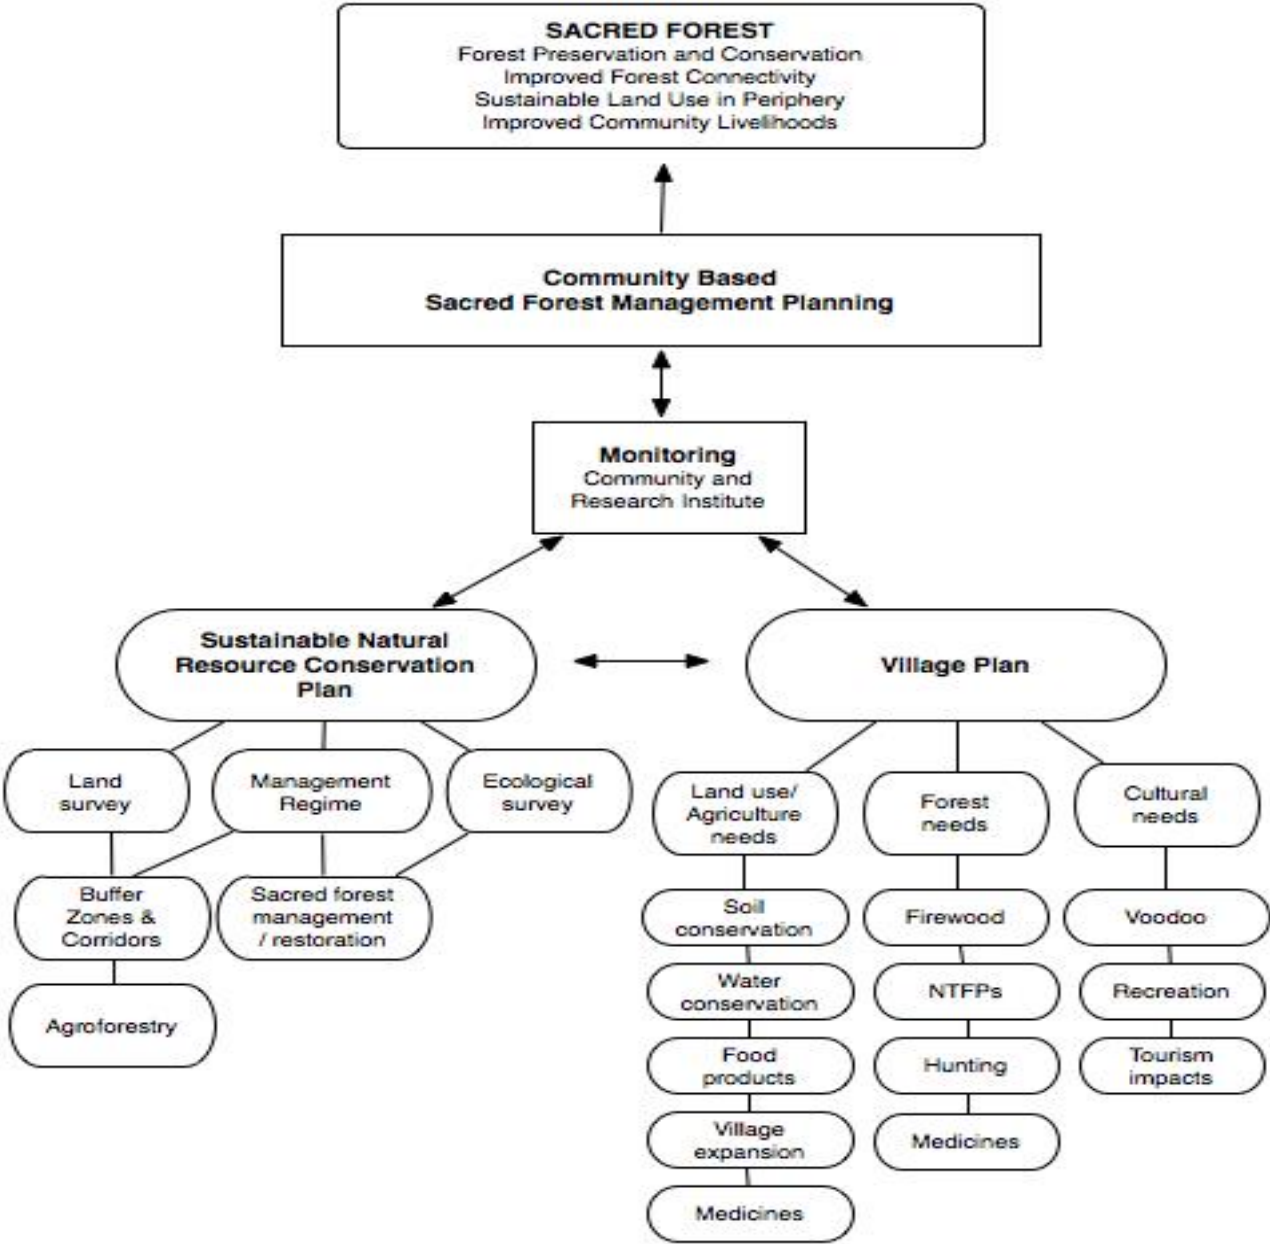 SACRED FOREST
Forest Preservation and Conservation
Improved Forest Connectivity
Sustainable Land Use in Periphery
Improved Community Livelihoods
Community Based
Sacred Forest Management Planning
Monitoring
Community and
Research Institute
Sustainable Natural
Resource Conservation
Plan
Village Plan
Land
survey
Management
Regime
Ecological
survey
Buffer
Zones &
Corridors
Sacred forest
management
/ restoration
Agroforestry
Land use/
Agriculture
needs
Soil
conservation
Water
conservation
Food
products
Village
expansion
Medicines
Forest
needs
Firewood
NTFPs
Hunting
Medicines
Cultural
needs
Voodoo
Recreation
Tourism
impacts